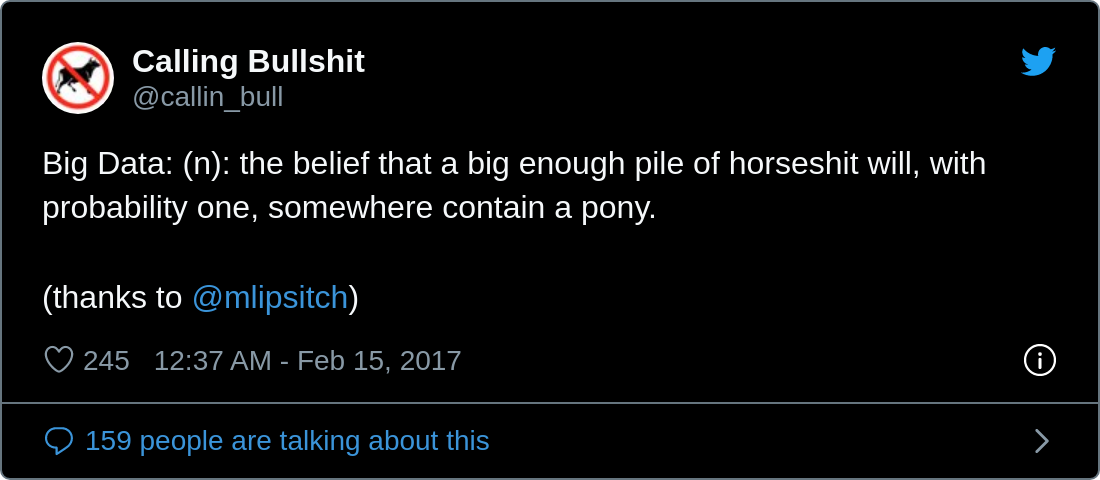 Calling Bullshit
@callin_bull
Big Data: (n): the belief that a big enough pile of horseshit will, with
probability one, somewhere contain a pony.
(thanks to @mlipsitch)
245 12:37 AM - Feb 15, 2017
159 people are talking about this